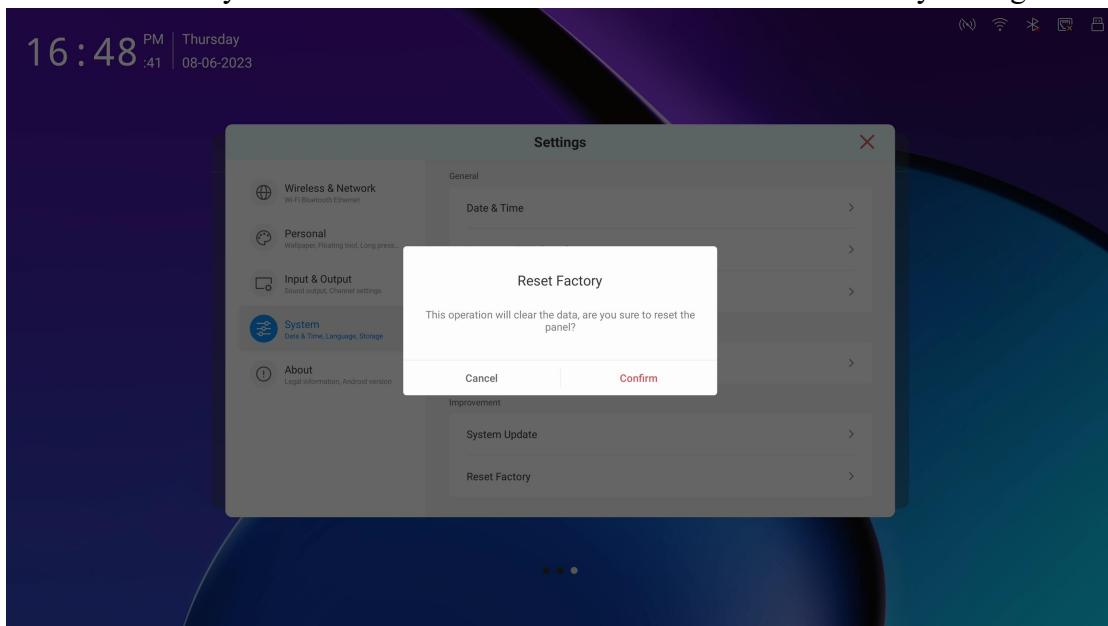 16:48 PM :41
Thursday
08-06-2023
Settings
Wireless & Network
Wi-Fi Bluetooth Ethernet
Personal
Wallpaper, Floating tool, Long press...
Input & Output
Sound output, Channel settings
System
Date & Time, Language, Storage
About
Legal information, Android version
General
Date & Time
Reset Factory
This operation will clear the data, are you sure to reset the
panel?
Cancel
Confirm
Improvement
System Update
Reset Factory